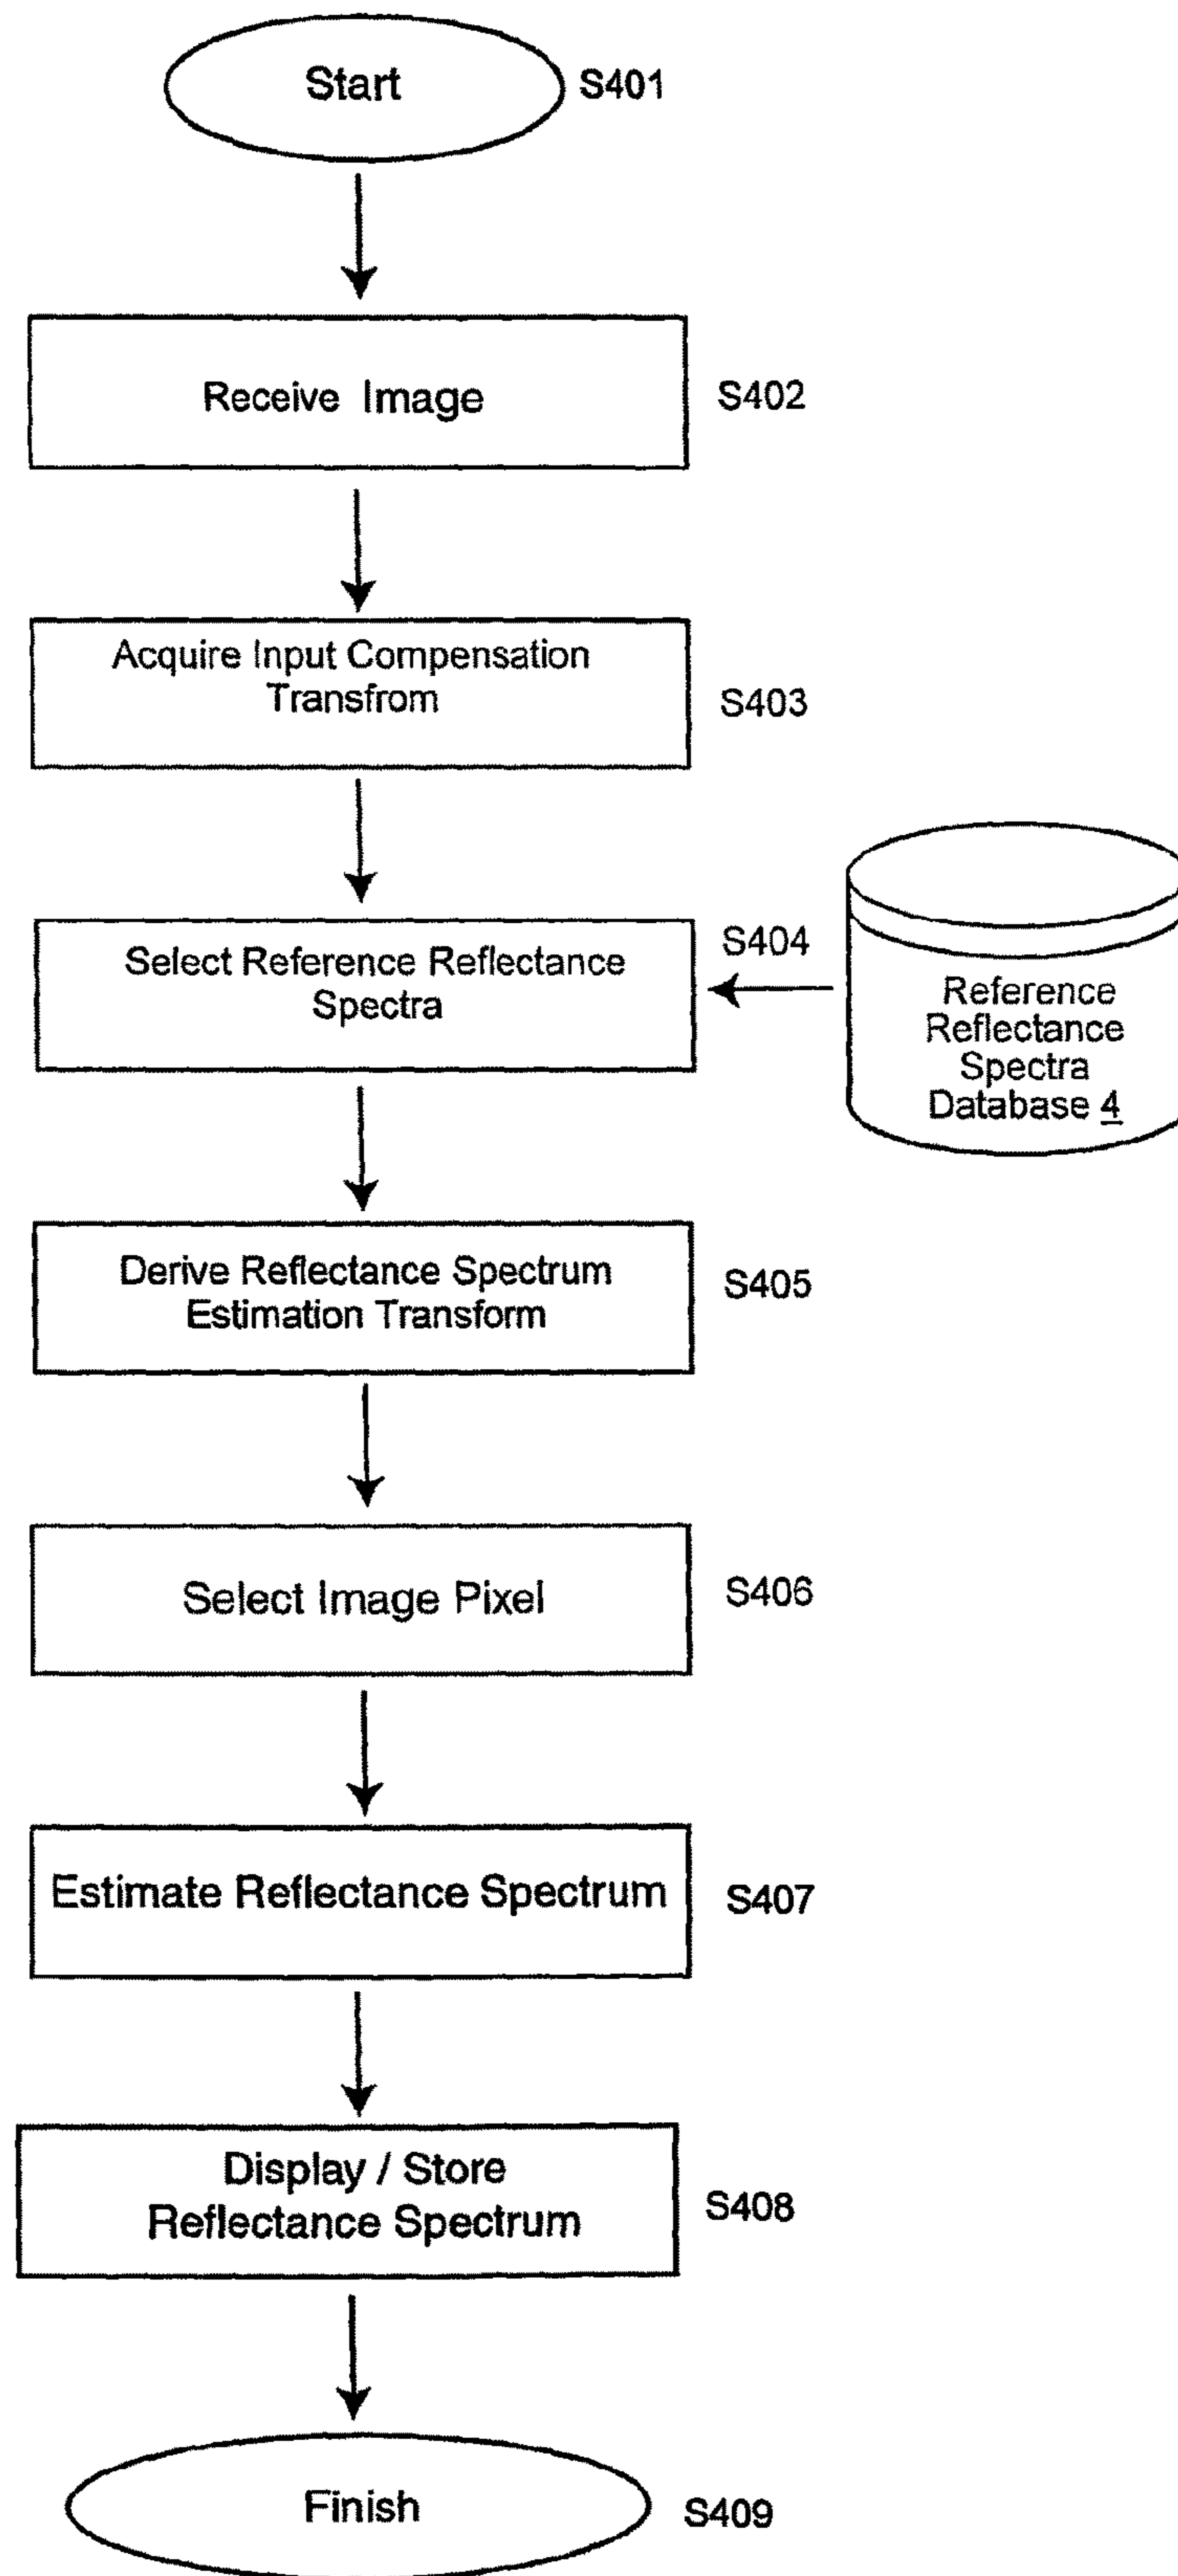 Start
S401
Receive Image
S402
Acquire Input Compensation
Transfrom
S403
Select Reference Reflectance
Spectra
S404
Reference
Reflectance
Spectra
Database 4
Derive Reflectance Spectrum
Estimation Transform
S405
Select Image Pixel
S406
Estimate Reflectance Spectrum
S407
Display / Store
Reflectance Spectrum
S408
Finish
S409